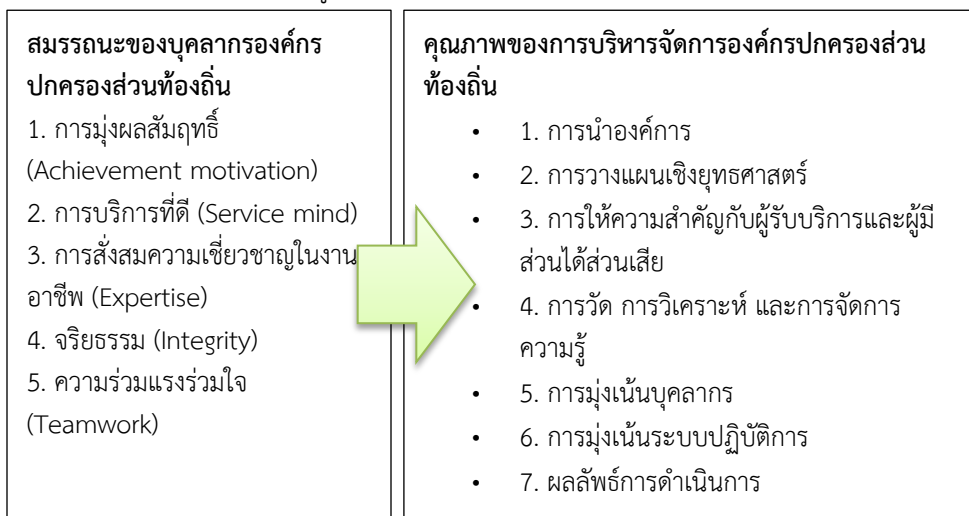 สมรรถนะของบุคลากรองค์กร
ปกครองส่วนท้องถิ่น
1. การมุ่งผลสัมฤทธิ์
(Achievement motivation)
2. การบริการที่ดี (Service mind)
3. การสั่งสมความเชี่ยวชาญในงาน
อาชีพ (Expertise)
4. จริยธรรม (Integrity)
5. ความร่วมแรงร่วมใจ
(Teamwork)
คุณภาพของการบริหารจัดการองค์กรปกครองส่วน
ท้องถิ่น
• 1. การนำองค์การ
• 2. การวางแผนเชิงยุทธศาสตร์
• 3. การให้ความสำคัญกับผู้รับบริการและผู้มี
ส่วนได้ส่วนเสีย
• 4. การวัด การวิเคราะห์ และการจัดการ
ความรู้
• 5. การมุ่งเน้นบุคลากร
• 6. การมุ่งเน้นระบบปฏิบัติการ
• 7. ผลลัพธ์การดำเนินการ